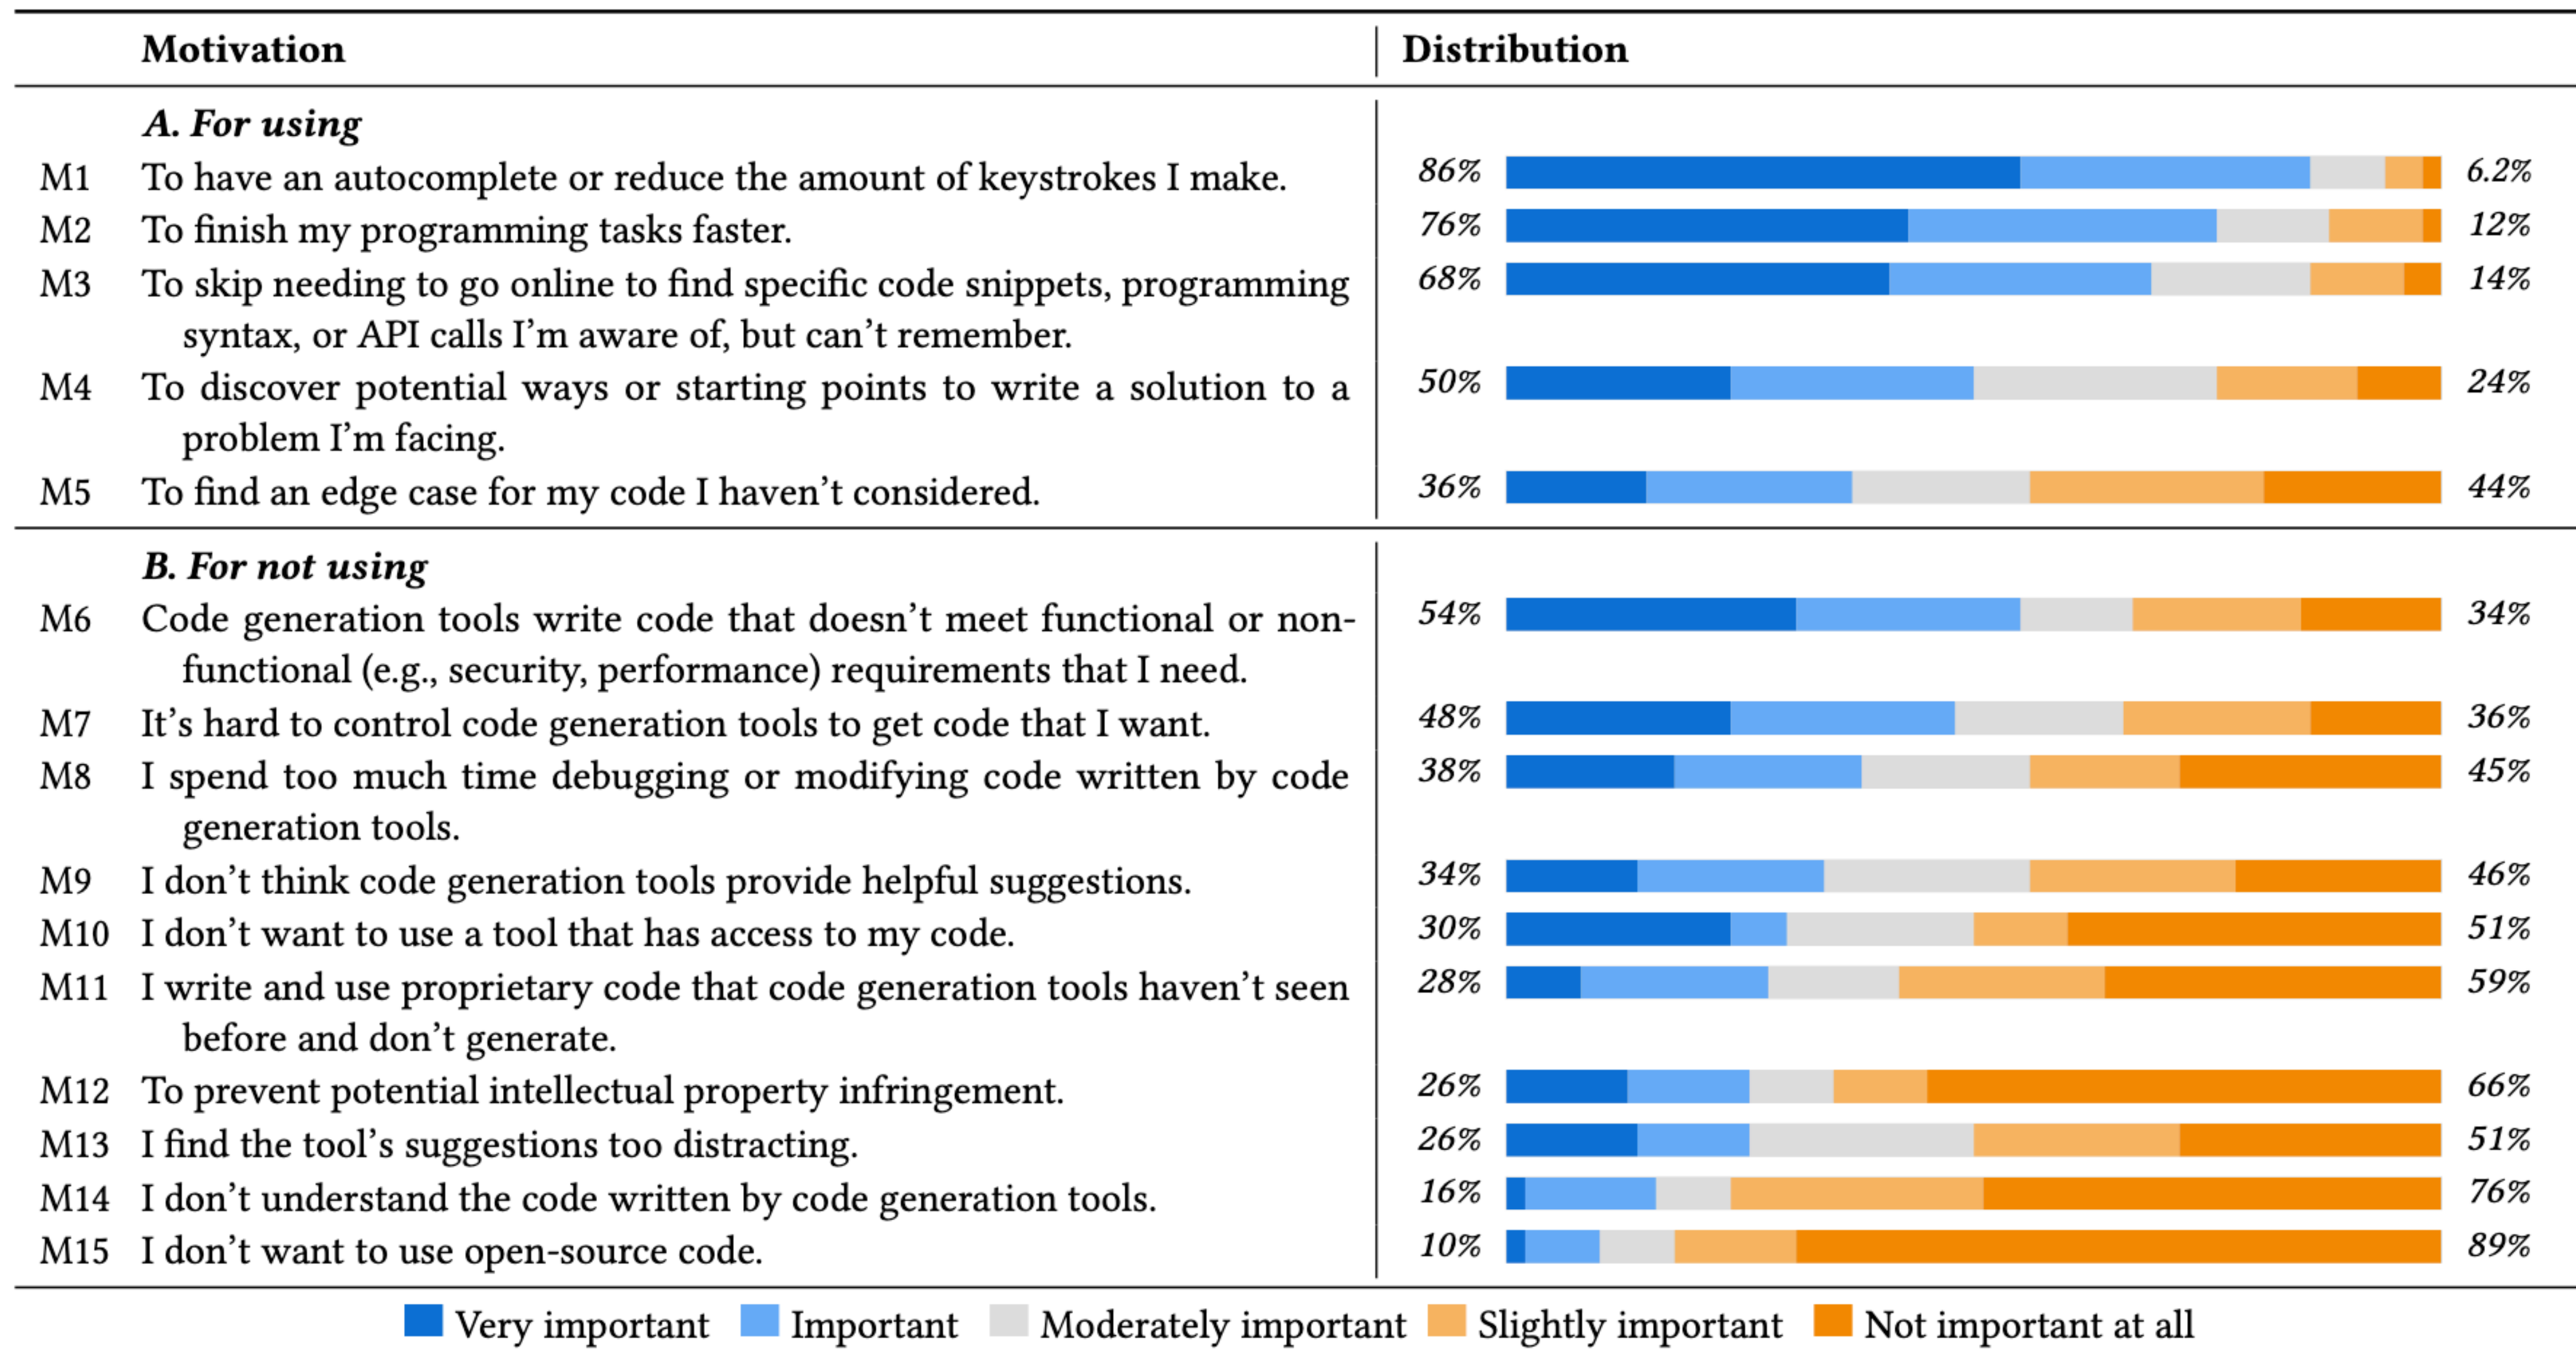 Motivation Distribution
A. For using
M1 To have an autocomplete or reduce the amount of keystrokes I make. 86% 6.2%
M2 To finish my programming tasks faster. 76% 12%
M3 To skip needing to go online to find specific code snippets, programming 68% 14%
syntax, or API calls I'm aware of, but can't remember.
M4 To discover potential ways or starting points to write a solution to a 50% 24%
problem I'm facing.
M5 To find an edge case for my code I haven't considered. 36% 44%
B. For not using
M6 Code generation tools write code that doesn't meet functional or non- 54% 34%
functional (e.g., security, performance) requirements that I need.
M7 It's hard to control code generation tools to get code that I want. 48% 36%
M8 I spend too much time debugging or modifying code written by code 38% 45%
generation tools.
M9 I don't think code generation tools provide helpful suggestions. 34% 46%
M10 I don't want to use a tool that has access to my code. 30% 51%
M11 I write and use proprietary code that code generation tools haven't seen 28% 59%
before and don't generate.
M12 To prevent potential intellectual property infringement. 26% 66%
M13 I find the tool's suggestions too distracting. 26% 51%
M14 I don't understand the code written by code generation tools. 16% 76%
M15 I don't want to use open-source code. 10% 89%
Very important Important Moderately important Slightly important Not important at all